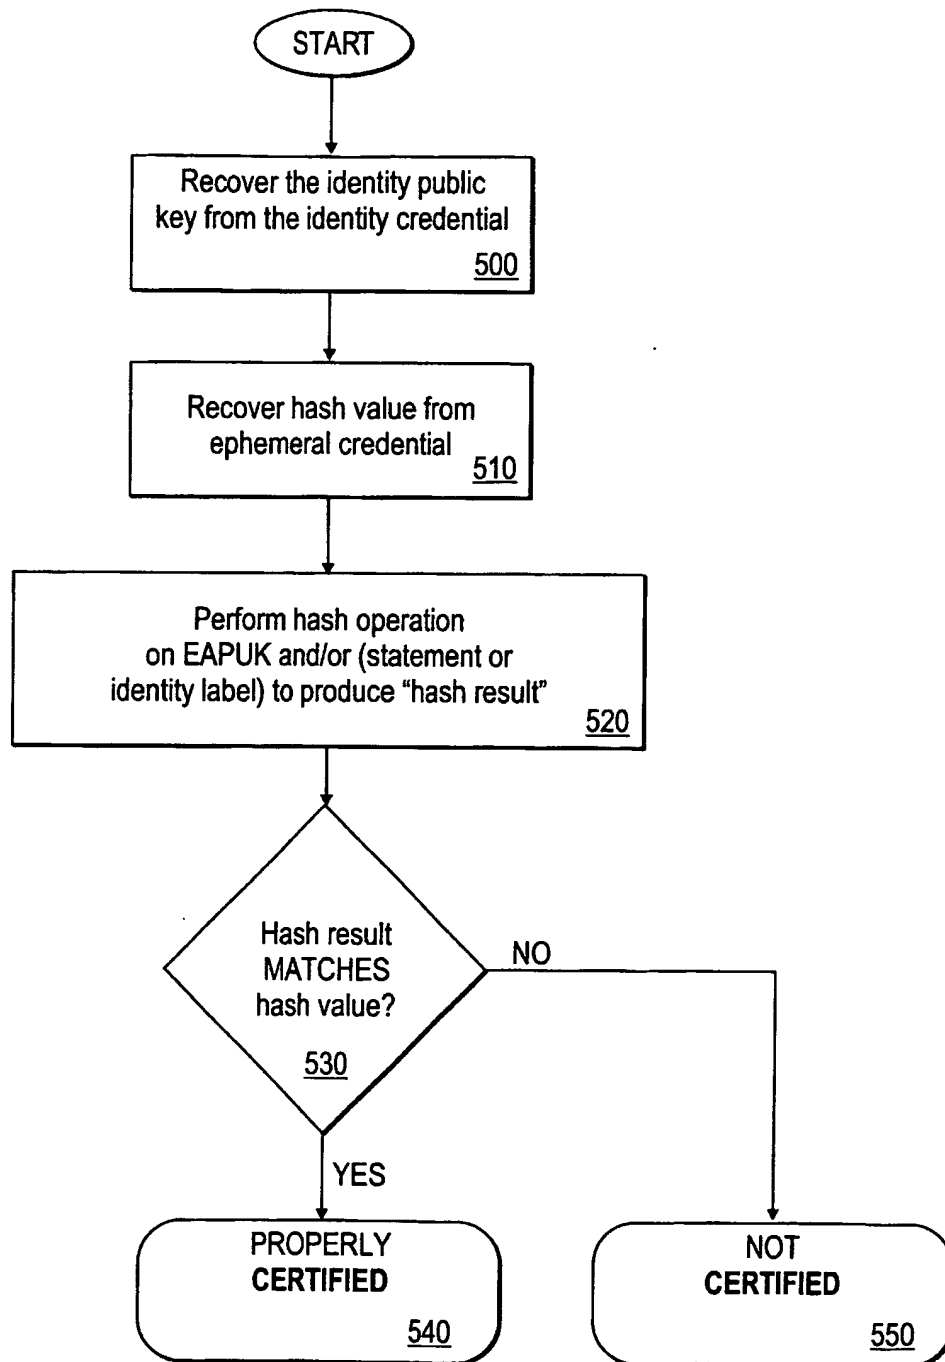 START
Recover the identity public
key from the identity credential
500
Recover hash value from
ephemeral credential
510
Perform hash operation
on EAPUK and/or (statement or
identity label) to produce “hash result”
520
Hash result
MATCHES
hash value?
530
NO
YES
PROPERLY
CERTIFIED
540
NOT
CERTIFIED
550